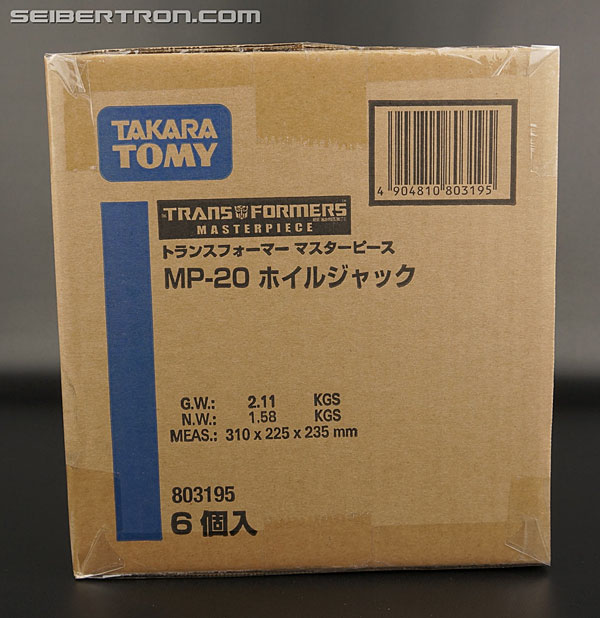 SEIBERTRON.COM
TAKARA
TOMY
4 904810 803195
TRANSFORMERS
MASTERPIECE
トランスフォーマー マスターピース
MP-20 ホイルジャック
G.W.: 2.11 KGS
N.W.: 1.58 KGS
MEAS.: 310 x 225 x 235 mm
803195
6 個入